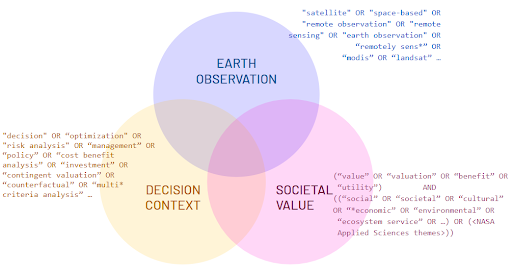 "satellite" OR "space-based" OR
"remote observation" OR "remote
sensing" OR "earth observation" OR
“remotely sens*” OR
“modis” OR “landsat” …
EARTH
OBSERVATION
"decision" OR “optimization" OR
"risk analysis" OR “management” OR
“policy” OR “cost benefit
analysis” OR “investment” OR
“contingent valuation” OR
“counterfactual” OR “multi*
criteria analysis” …
DECISION
CONTEXT
SOCIETAL
VALUE
(“value” OR “valuation” OR “benefit” OR
“utility”) AND
((“social” OR “societal” OR “cultural”
OR “*economic” OR “environmental” OR
“ecosystem service” OR …) OR (<NASA
Applied Sciences themes>))